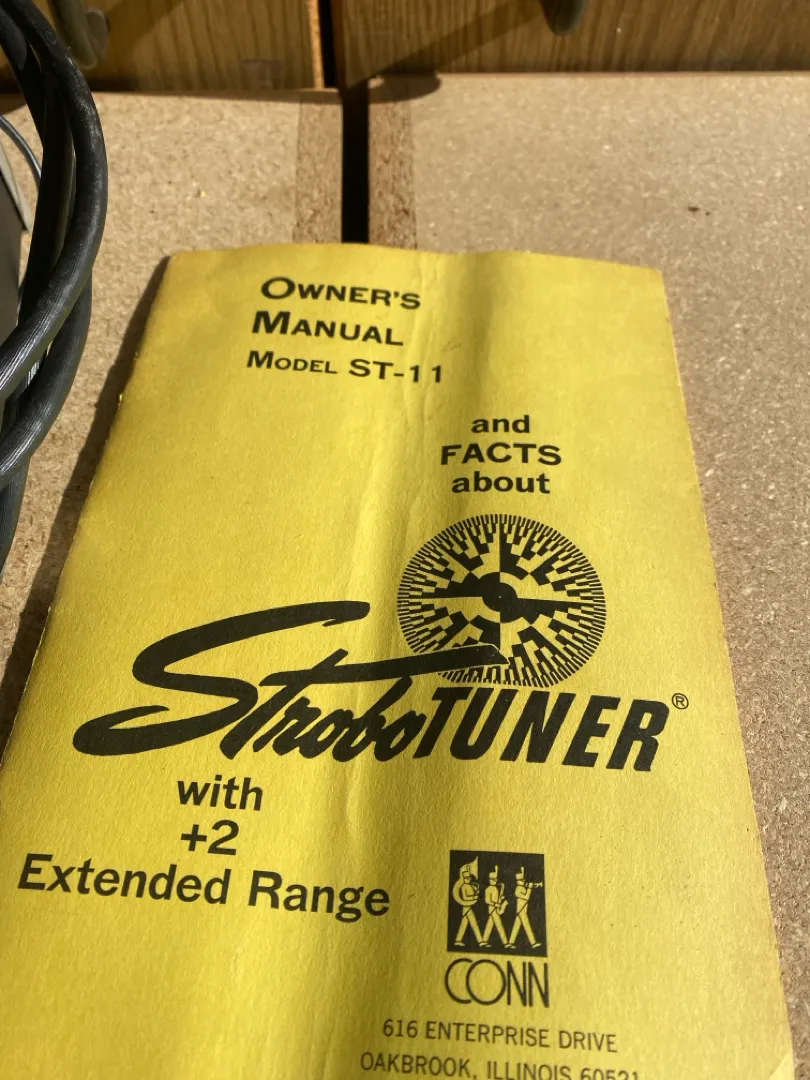 OWNER'S
MANUAL
MODEL ST-11
and
FACTS
about
StroboTUNER®
with
+2
Extended Range
CONN
616 ENTERPRISE DRIVE
OAKBROOK, ILLINOIS 60521